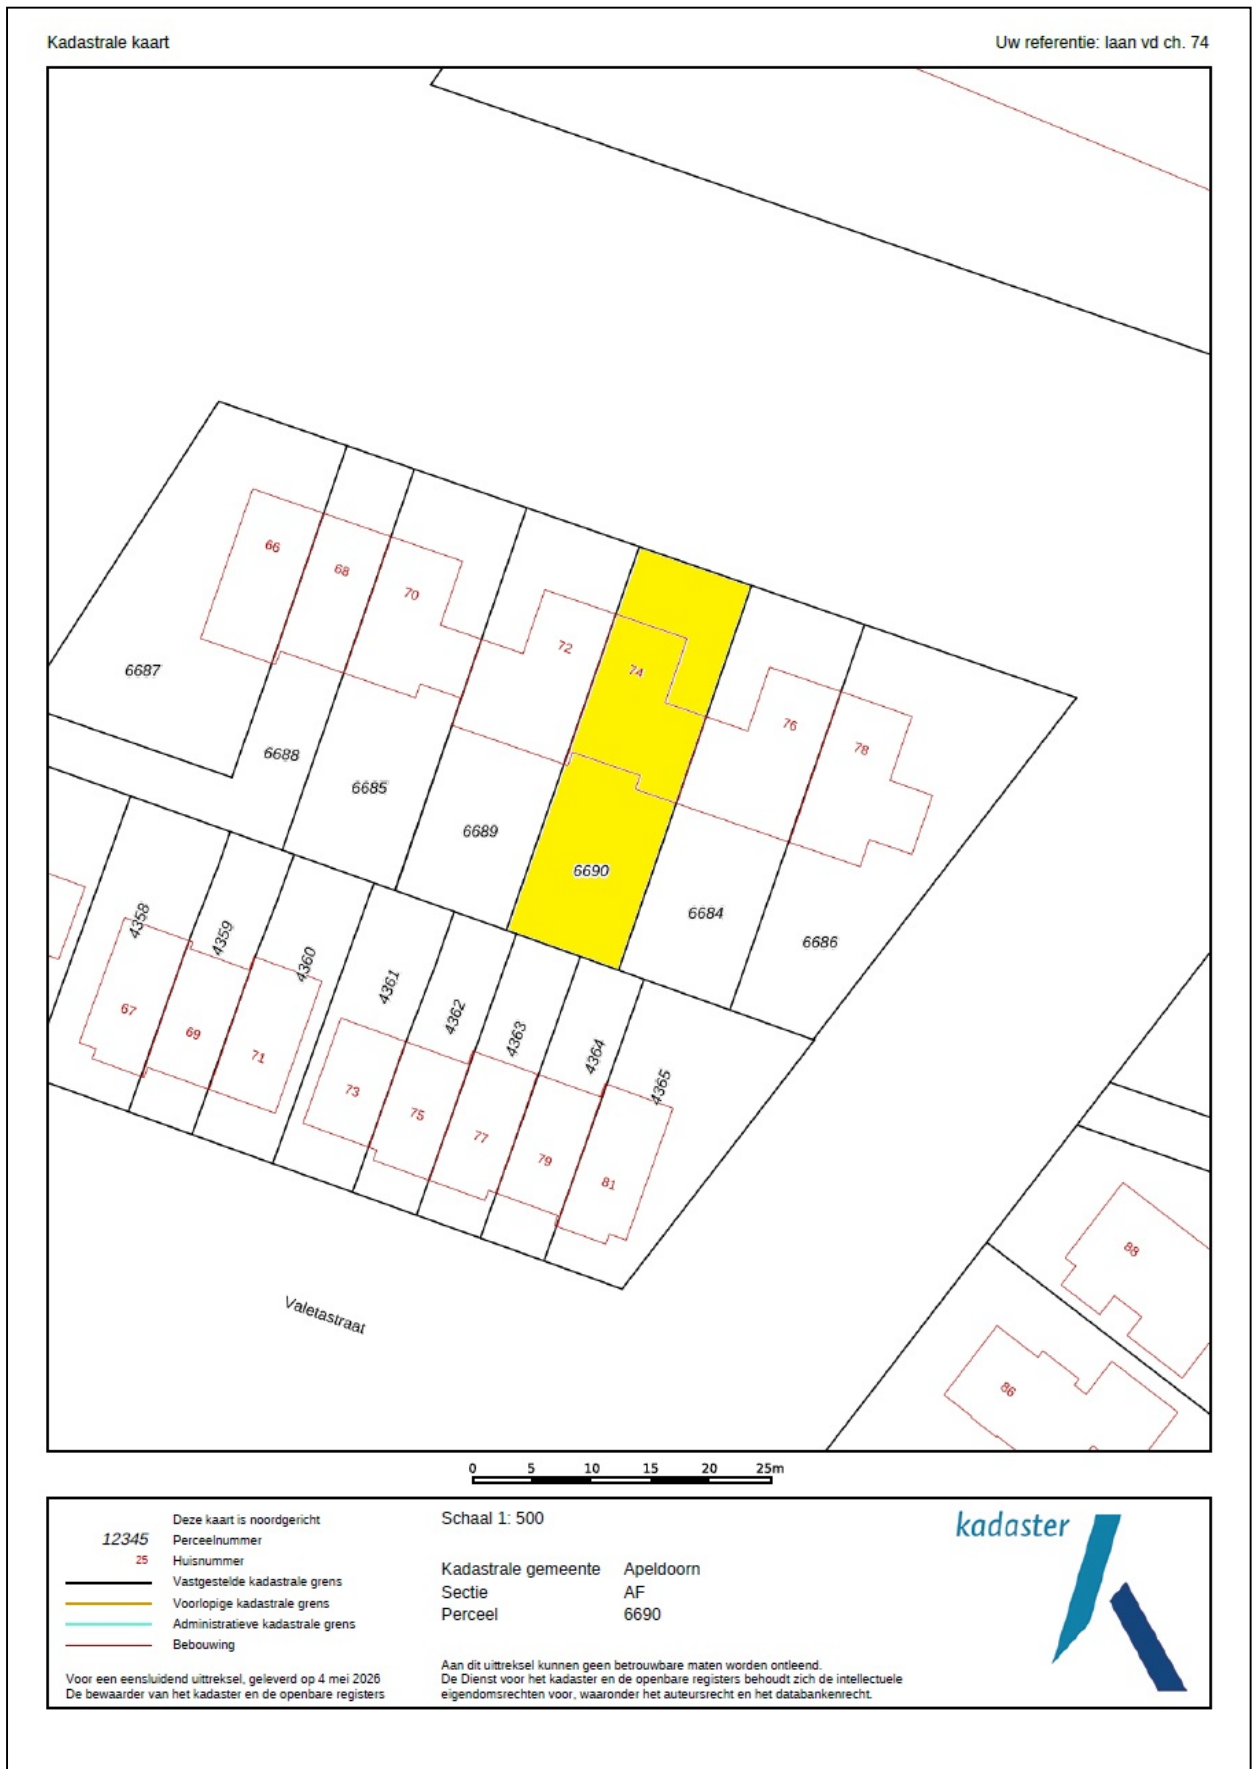 Kadastrale kaart
Uw referentie: laan vd ch. 74
66
68
70
72
74
76
78
6687
6688
6685
6689
6690
6684
6686
4358
4359
4360
4361
4362
4363
4364
4365
67
69
71
73
75
77
79
81
88
86
Valetastraat
0 5 10 15 20 25m
Deze kaart is noordgericht
12345 Perceelnummer
25 Huisnummer
Vastgestelde kadastrale grens
Voorlopige kadastrale grens
Administratieve kadastrale grens
Bebouwing
Voor een eensluidend uittreksel, geleverd op 4 mei 2026
De bewaarder van het kadaster en de openbare registers
Schaal 1: 500
Kadastrale gemeente Apeldoorn
Sectie AF
Perceel 6690
Aan dit uittreksel kunnen geen betrouwbare maten worden ontleend.
De Dienst voor het kadaster en de openbare registers behoudt zich de intellectuele
eigendomsrechten voor, waaronder het auteursrecht en het databankenrecht.
kadaster